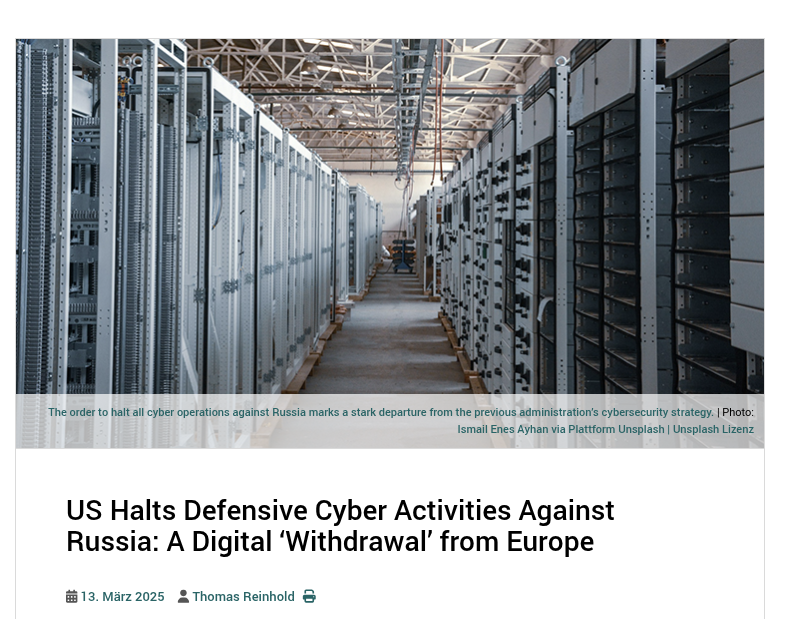 The order to halt all cyber operations against Russia marks a stark departure from the previous administration's cybersecurity strategy. | Photo:
Ismail Enes Ayhan via Plattform Unsplash | Unsplash Lizenz
US Halts Defensive Cyber Activities Against
Russia: A Digital ‘Withdrawal’ from Europe
13. März 2025 Thomas Reinhold